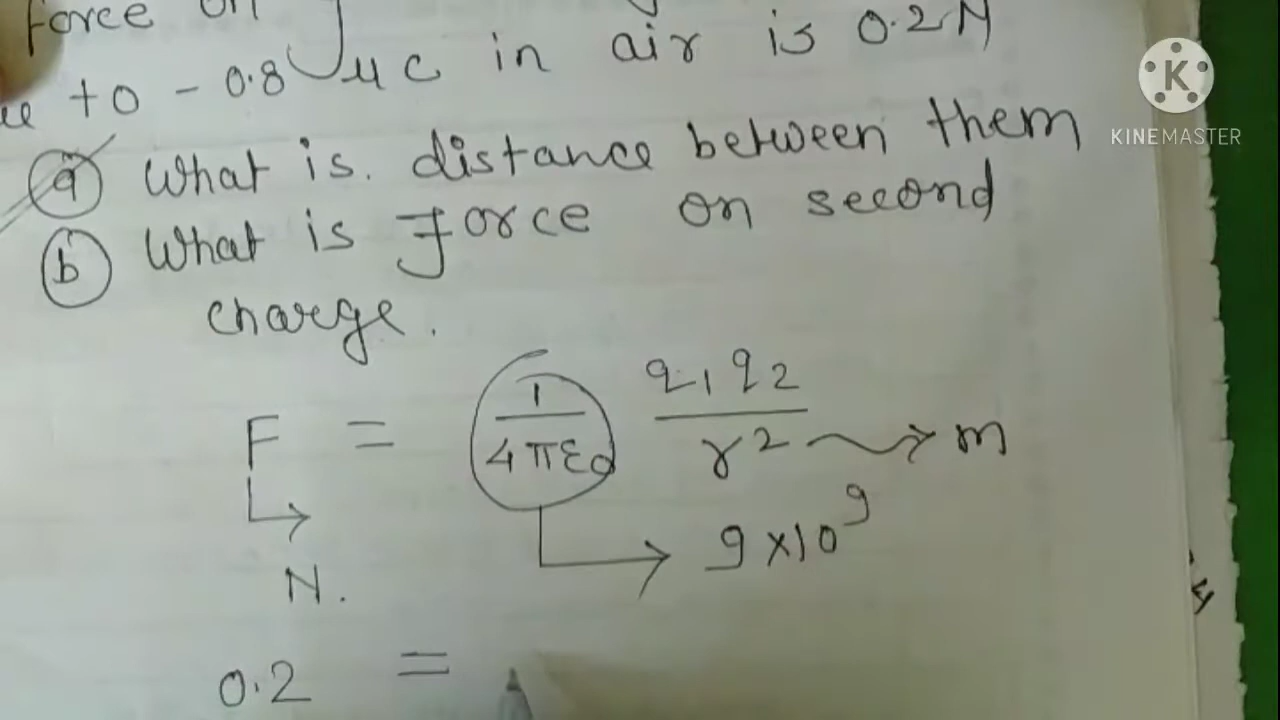 Force on
to - 0.8 μc in air is 0.2N
KINEMASTER
(a) What is. distance between them
(b) What is force on second
charge.
F = 1/4πε0 q1q2/r² → m
→ 9×10⁹
N.
0.2 =